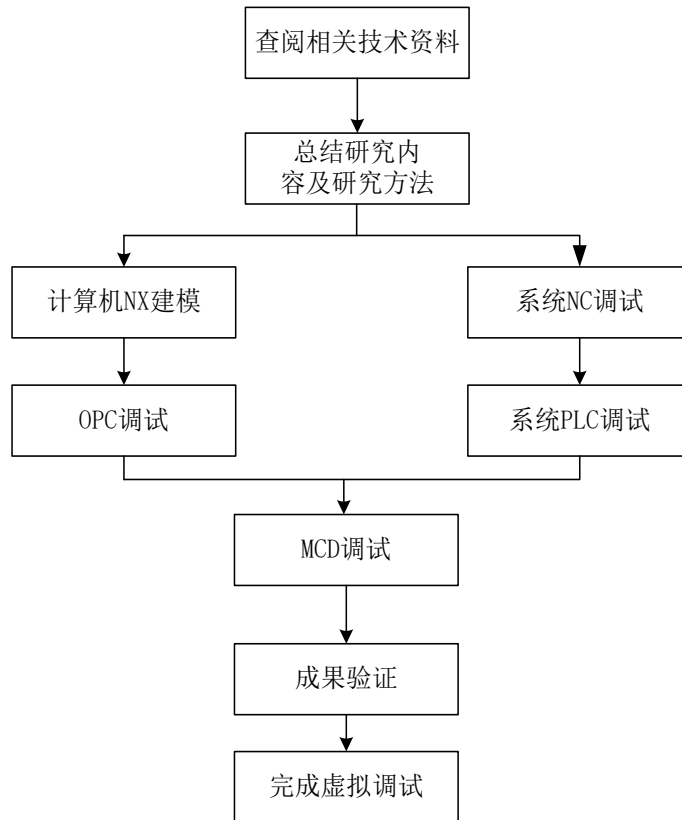 查阅相关技术资料
总结研究内
容及研究方法
计算机NX建模
系统NC调试
OPC调试
系统PLC调试
MCD调试
成果验证
完成虚拟调试